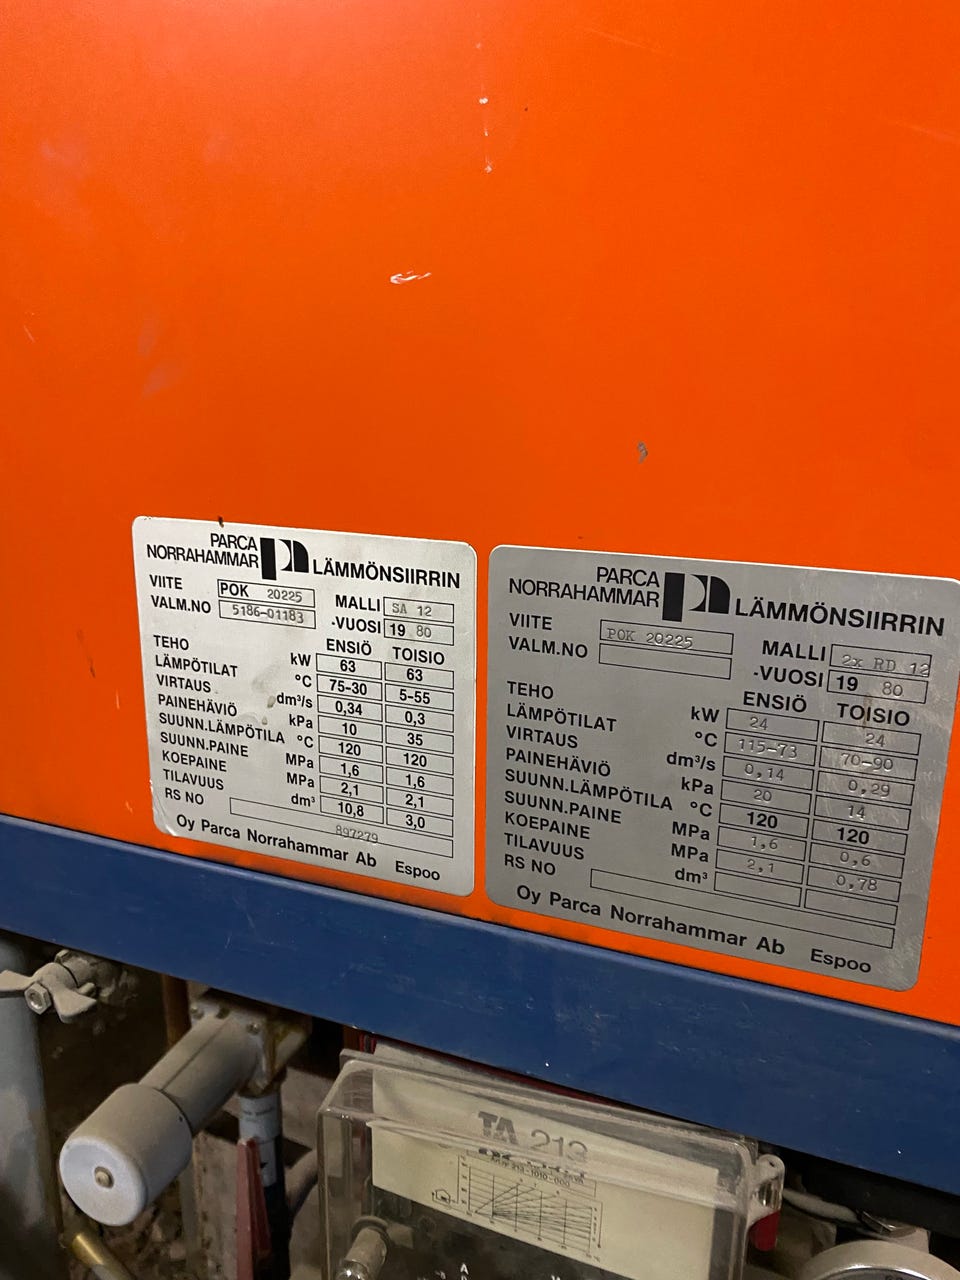 PARCA
NORRAHAMMAR LÄMMÖNSIIRRIN
VIITE POK 20225 MALLI SA 12
VALM.NO 5186-01183 -VUOSI 19 80
ENSIÖ TOISIO
TEHO kW 63 63
LÄMPÖTILAT °C 75-30 5-55
VIRTAUS dm³/s 0,34 0,3
PAINEHÄVIÖ kPa 10 35
SUUNN.LÄMPÖTILA °C 120 120
SUUNN.PAINE MPa 1,6 1,6
KOEPAINE MPa 2,1 2,1
TILAVUUS dm³ 10,8 3,0
RS NO 897279
Oy Parca Norrahammar Ab Espoo
PARCA
NORRAHAMMAR LÄMMÖNSIIRRIN
VIITE POK 20225 MALLI 2x RD 12
VALM.NO -VUOSI 19 80
ENSIÖ TOISIO
TEHO kW 24 24
LÄMPÖTILAT °C 115-73 70-90
VIRTAUS dm³/s 0,14 0,29
PAINEHÄVIÖ kPa 20 14
SUUNN.LÄMPÖTILA °C 120 120
SUUNN.PAINE MPa 1,6 0,6
KOEPAINE MPa 2,1 0,78
TILAVUUS dm³
RS NO
Oy Parca Norrahammar Ab Espoo
TA 213